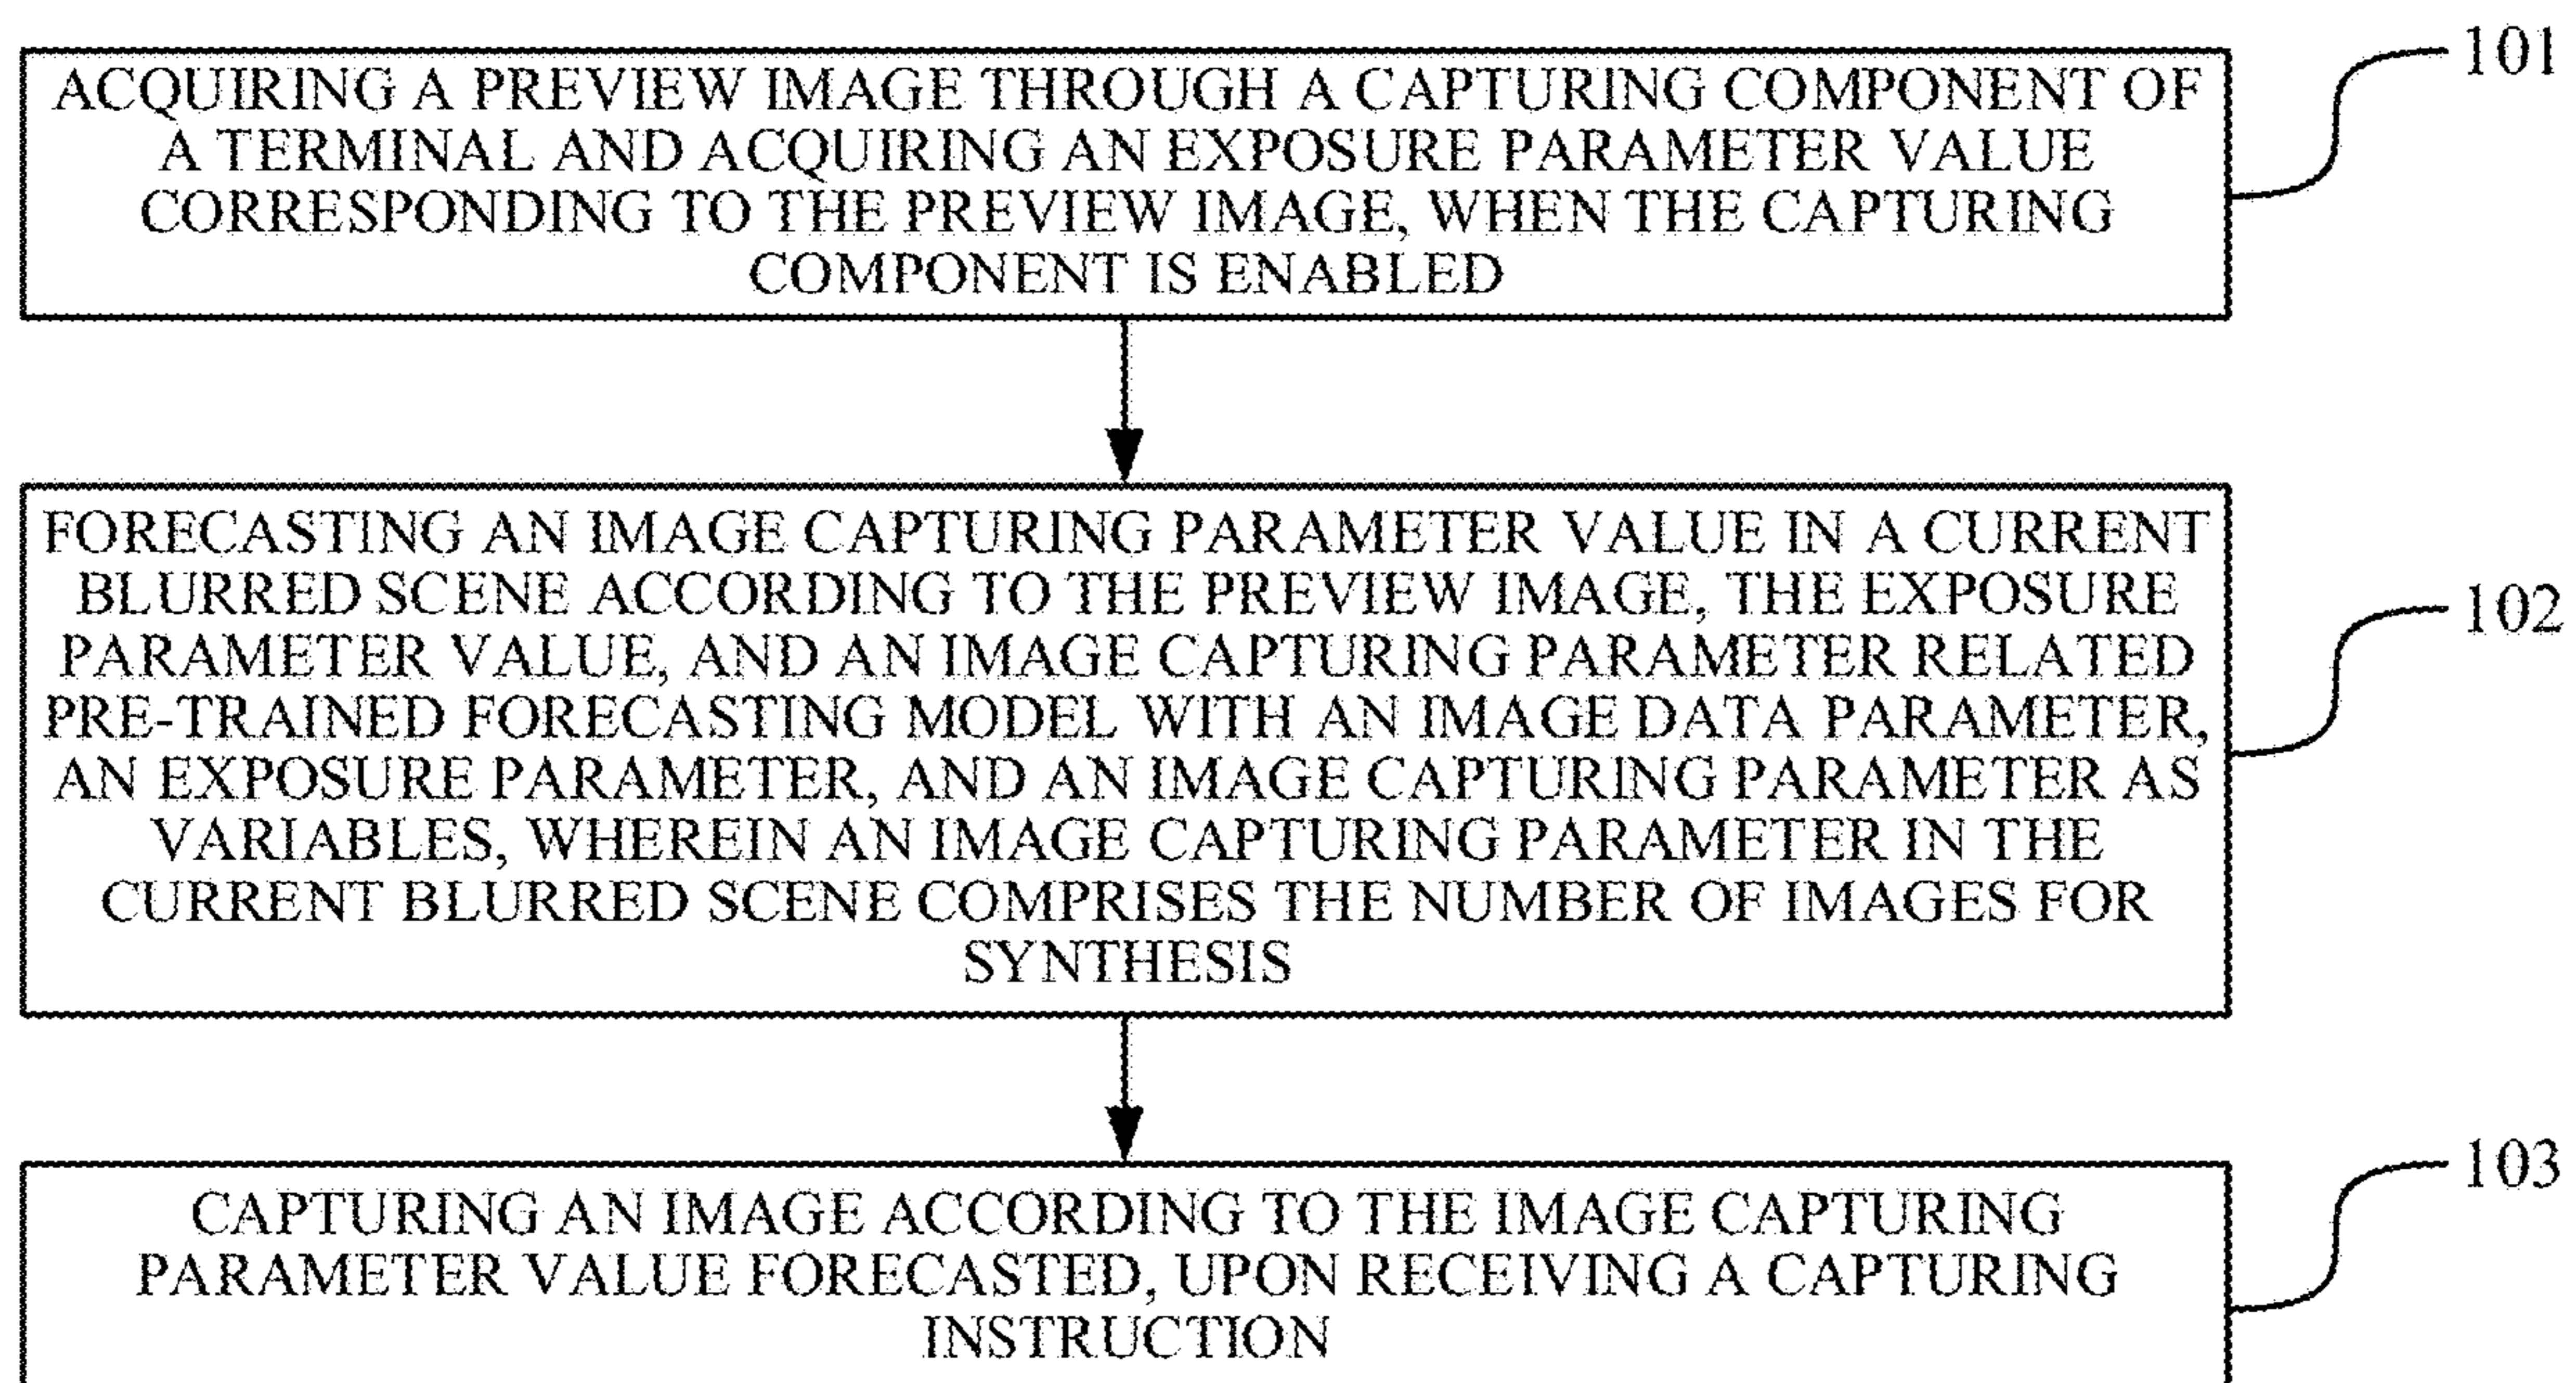 101
ACQUIRING A PREVIEW IMAGE THROUGH A CAPTURING COMPONENT OF
A TERMINAL AND ACQUIRING AN EXPOSURE PARAMETER VALUE
CORRESPONDING TO THE PREVIEW IMAGE, WHEN THE CAPTURING
COMPONENT IS ENABLED
FORECASTING AN IMAGE CAPTURING PARAMETER VALUE IN A CURRENT
BLURRED SCENE ACCORDING TO THE PREVIEW IMAGE, THE EXPOSURE
102
PARAMETER VALUE, AND AN IMAGE CAPTURING PARAMETER RELATED
PRE-TRAINED FORECASTING MODEL WITH AN IMAGE DATA PARAMETER,
AN EXPOSURE PARAMETER, AND AN IMAGE CAPTURING PARAMETER AS
VARIABLES, WHEREIN AN IMAGE CAPTURING PARAMETER IN THE
CURRENT BLURRED SCENE COMPRISES THE NUMBER OF IMAGES FOR
SYNTHESIS
103
CAPTURING AN IMAGE ACCORDING TO THE IMAGE CAPTURING
PARAMETER VALUE FORECASTED, UPON RECEIVING A CAPTURING
INSTRUCTION